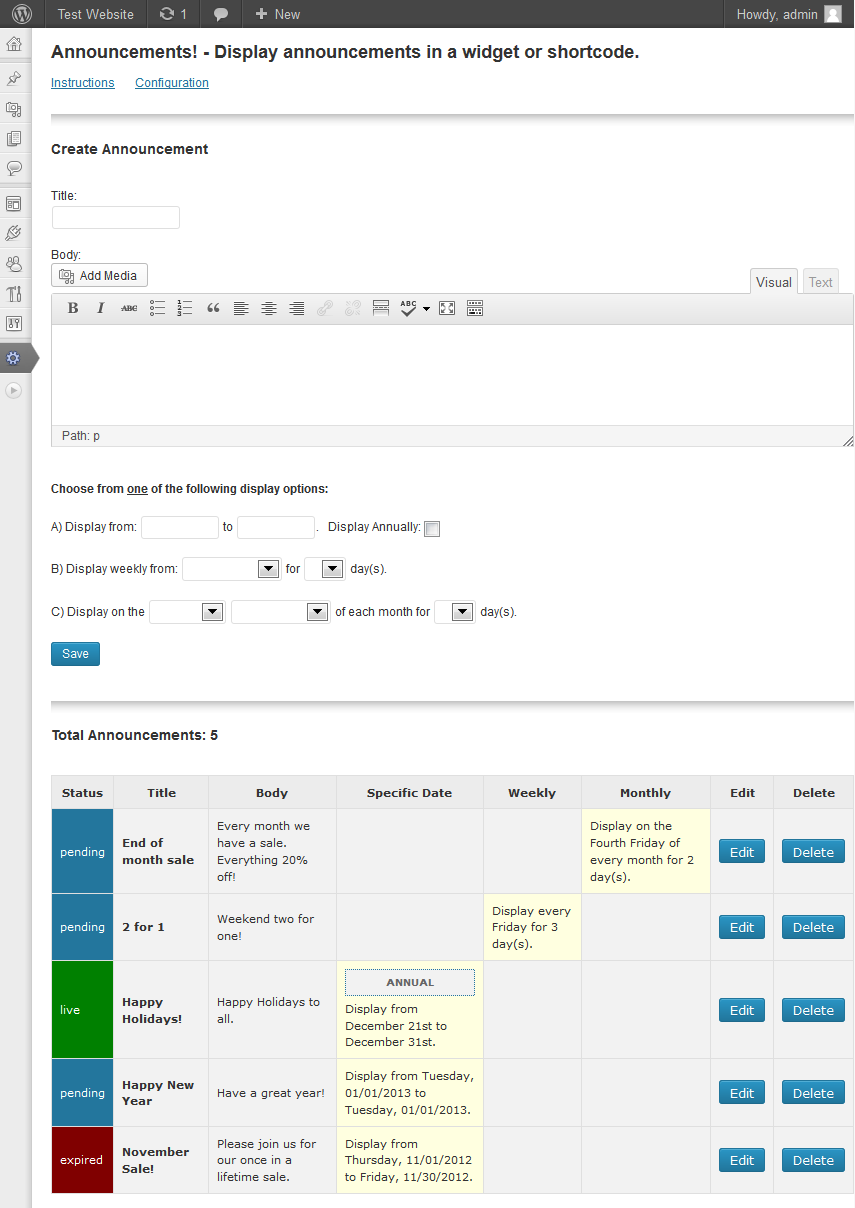 Test Website 1 + New Howdy, admin
Announcements! - Display announcements in a widget or shortcode.
Instructions Configuration
Create Announcement
Title:
Body:
Add Media
Visual Text
B I ABC ABC
Path: p
Choose from one of the following display options:
A) Display from: to . Display Annually:
B) Display weekly from: for day(s).
C) Display on the of each month for day(s).
Save
Total Announcements: 5
Status Title Body Specific Date Weekly Monthly Edit Delete
pending
End of
month sale
Every month we
have a sale.
Everything 20%
off!
Display on the
Fourth Friday of
every month for 2
day(s).
Edit Delete
pending
2 for 1
Weekend two for
one!
Display every
Friday for 3
day(s).
Edit Delete
live
Happy
Holidays!
Happy Holidays to
all.
ANNUAL
Display from
December 21st to
December 31st.
Edit Delete
pending
Happy New
Year
Have a great year!
Display from Tuesday,
01/01/2013 to
Tuesday, 01/01/2013.
Edit Delete
expired
November
Sale!
Please join us for
our once in a
lifetime sale.
Display from
Thursday, 11/01/2012
to Friday, 11/30/2012.
Edit Delete